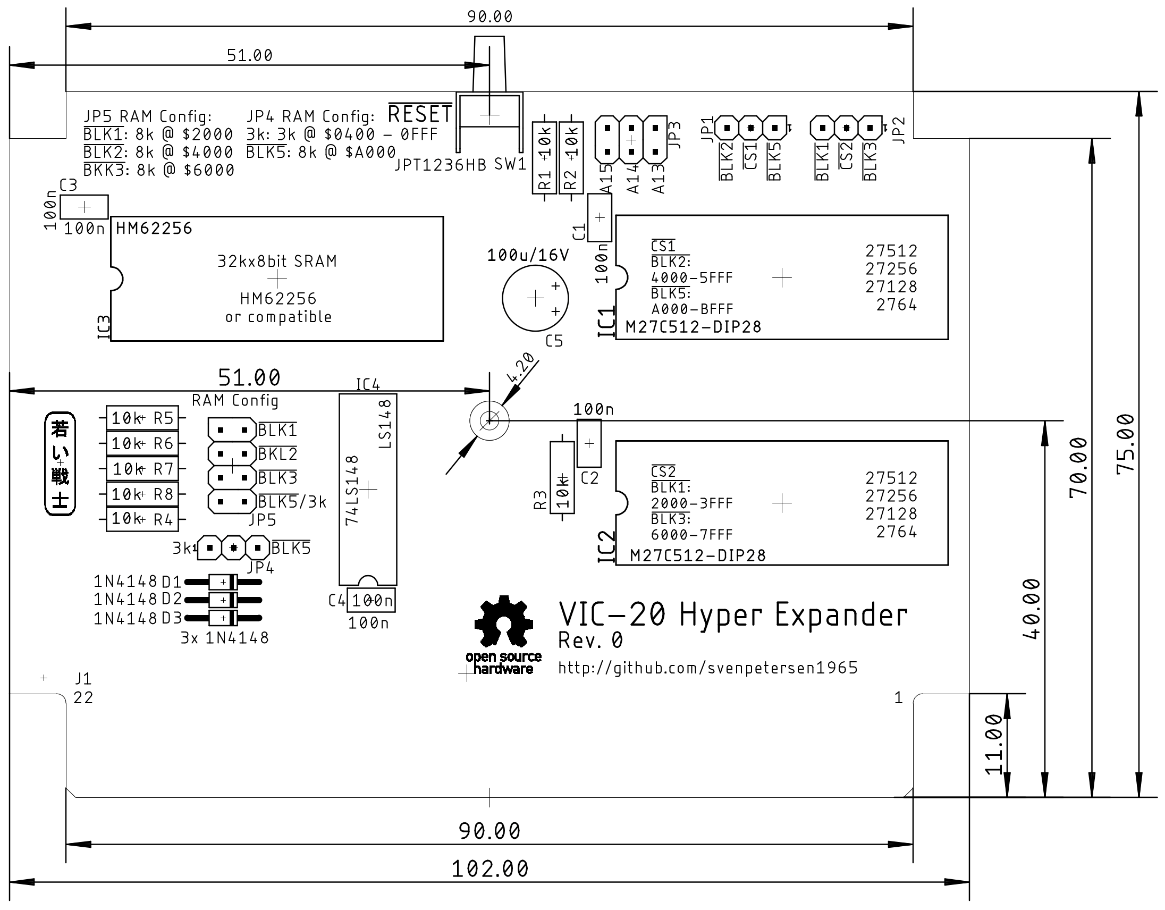 90.00
51.00
JP5 RAM Config:
BLK1: 8k @ $2000
BLK2: 8k @ $4000
BKK3: 8k @ $6000
JP4 RAM Config:
3k: 3k @ $0400 - 0FFF
BLK5: 8k @ $A000
RESET
JPT1236HB SW1
R1 10k
R2 10k
JP3
A15
A14
A13
JP1
BLK2
CS1
BLK5
1
JP2
BLK1
CS2
BLK3
1
C3
100n
100n
HM62256
32kx8bit SRAM
HM62256
or compatible
IC3
100u/16V
C5
C1
100n
CS1
BLK2:
4000-5FFF
BLK5:
A000-BFFF
27512
27256
27128
2764
IC1
M27C512-DIP28
51.00
4.20
RAM Config
IC4
LS148
74LS148
若い戦士
10k R5
10k R6
10k R7
10k R8
10k R4
BLK1
BKL2
BLK3
BLK5/3k
JP5
3k
1
BLK5
JP4
1N4148 D1
1N4148 D2
1N4148 D3
3x 1N4148
C4 100n
100n
100n
C2
R3
10k
CS2
BLK1:
2000-3FFF
BLK3:
6000-7FFF
27512
27256
27128
2764
IC2
M27C512-DIP28
open source
hardware
VIC-20 Hyper Expander
Rev. 0
http://github.com/svenpetersen1965
J1
22
1
11.00
40.00
70.00
75.00
90.00
102.00